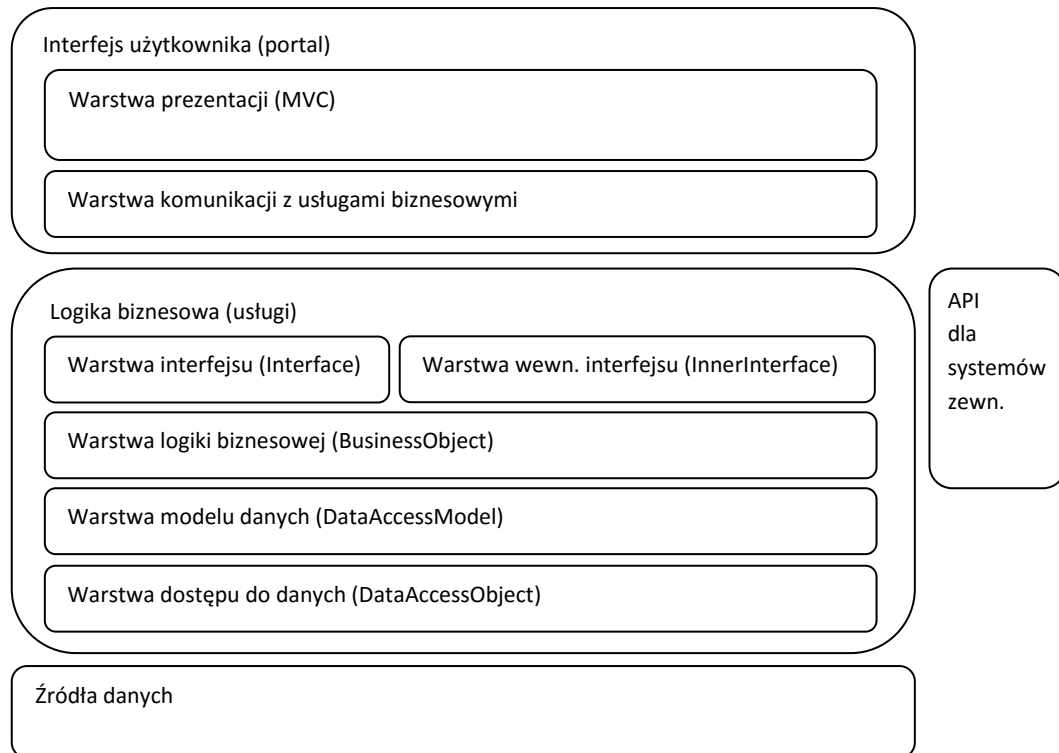 Interfejs użytkownika (portal)
Warstwa prezentacji (MVC)
Warstwa komunikacji z usługami biznesowymi
Logika biznesowa (usługi)
Warstwa interfejsu (Interface)
Warstwa wewn. interfejsu (InnerInterface)
Warstwa logiki biznesowej (BusinessObject)
Warstwa modelu danych (DataAccessModel)
Warstwa dostępu do danych (DataAccessObject)
API
dla
systemów
zewn.
Źródła danych